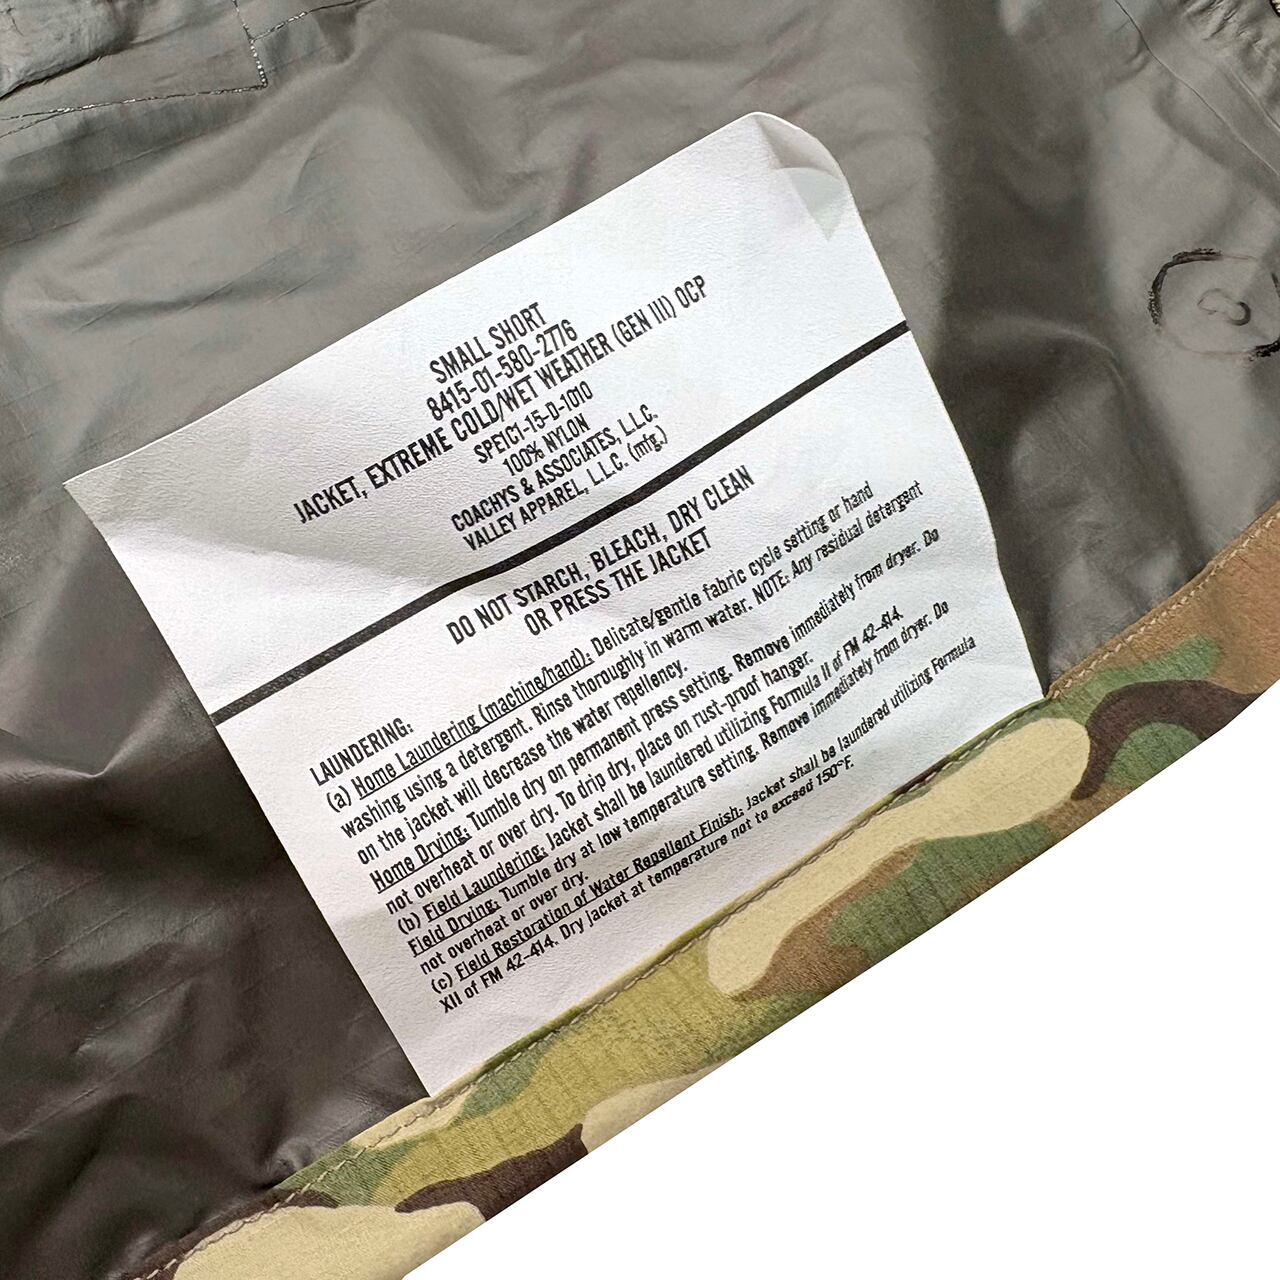 SMALL SHORT
8415-01-580-2776
JACKET, EXTREME COLD/WET WEATHER (GEN III) OCP
SPE1C1-15-D-1010
100% NYLON
COACHYS & ASSOCIATES, L.L.C.
VALLEY APPAREL, L.L.C. (mfg.)
DO NOT STARCH, BLEACH, DRY CLEAN
OR PRESS THE JACKET
LAUNDERING:
(a) Home Laundering (machine/hand): Delicate/gentle fabric cycle setting or hand
washing using a detergent. Rinse thoroughly in warm water. NOTE: Any residual detergent
on the jacket will decrease the water repellency.
Home Drying: Tumble dry on permanent press setting. Remove immediately from dryer. Do
not overheat or over dry. To drip dry, place on rust-proof hanger.
(b) Field Laundering: Jacket shall be laundered utilizing Formula II of FM 42-414.
Field Drying: Tumble dry at low temperature setting. Remove immediately from dryer. Do
not overheat or over dry.
(c) Field Restoration of Water Repellent Finish: Jacket shall be laundered utilizing Formula
XII of FM 42-414. Dry jacket at temperature not to exceed 150°F.